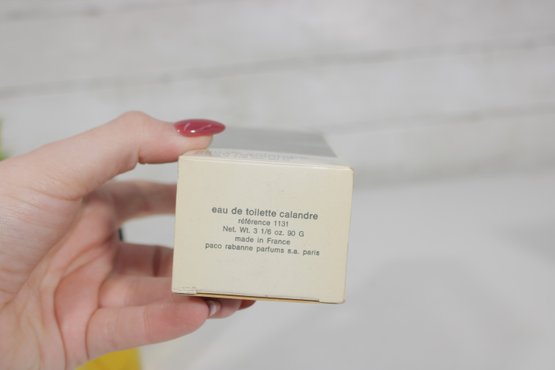 eau de toilette calandre
référence 1131
Net. Wt. 3 1/6 oz. 90 G
made in France
paco rabanne parfums s.a. paris